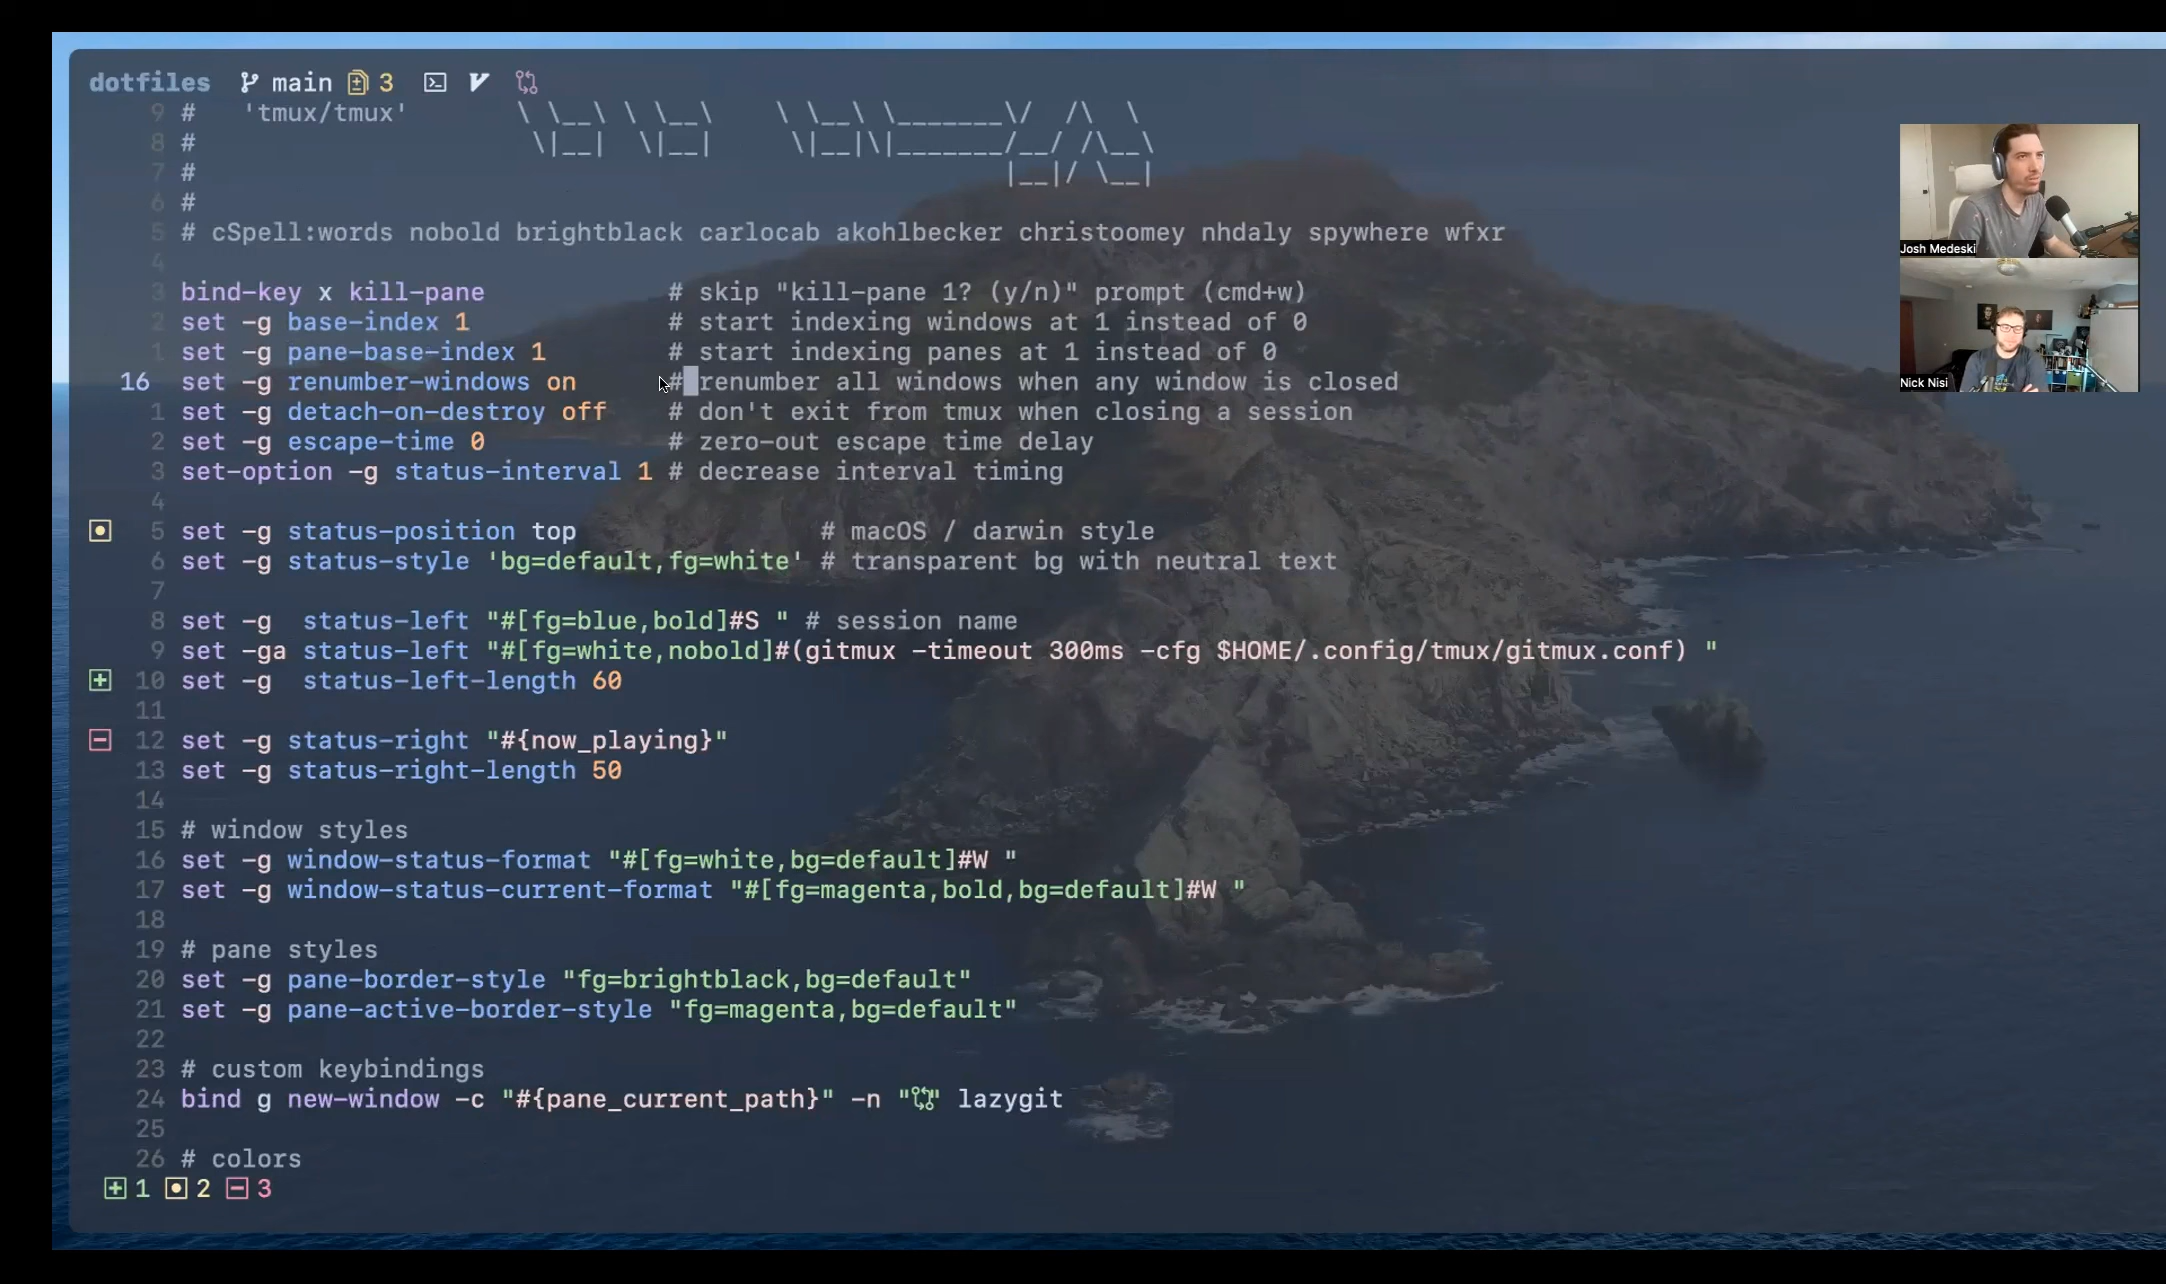 dotfiles main 3
9 # 'tmux/tmux' \ \__\ \ \__\ \ \__\ \_______\/ /\ \
8 # \|__| \|__| \|__|\|_______/__/ /\__\
7 # |__|/ \__|
6 #
5 # cSpell:words nobold brightblack carlocab akohlbecker christoomey nhdaly spywhere wfxr
4
3 bind-key x kill-pane # skip "kill-pane 1? (y/n)" prompt (cmd+w)
2 set -g base-index 1 # start indexing windows at 1 instead of 0
1 set -g pane-base-index 1 # start indexing panes at 1 instead of 0
16 set -g renumber-windows on # renumber all windows when any window is closed
1 set -g detach-on-destroy off # don't exit from tmux when closing a session
2 set -g escape-time 0 # zero-out escape time delay
3 set-option -g status-interval 1 # decrease interval timing
4
5 set -g status-position top # macOS / darwin style
6 set -g status-style 'bg=default,fg=white' # transparent bg with neutral text
7
8 set -g  status-left "#[fg=blue,bold]#S " # session name
9 set -ga status-left "#[fg=white,nobold]#(gitmux -timeout 300ms -cfg $HOME/.config/tmux/gitmux.conf) "
10 set -g  status-left-length 60
11
12 set -g status-right "#{now_playing}"
13 set -g status-right-length 50
14
15 # window styles
16 set -g window-status-format "#[fg=white,bg=default]#W "
17 set -g window-status-current-format "#[fg=magenta,bold,bg=default]#W "
18
19 # pane styles
20 set -g pane-border-style "fg=brightblack,bg=default"
21 set -g pane-active-border-style "fg=magenta,bg=default"
22
23 # custom keybindings
24 bind g new-window -c "#{pane_current_path}" -n "" lazygit
25
26 # colors
1 2 3
Josh Medeski
Nick Nisi